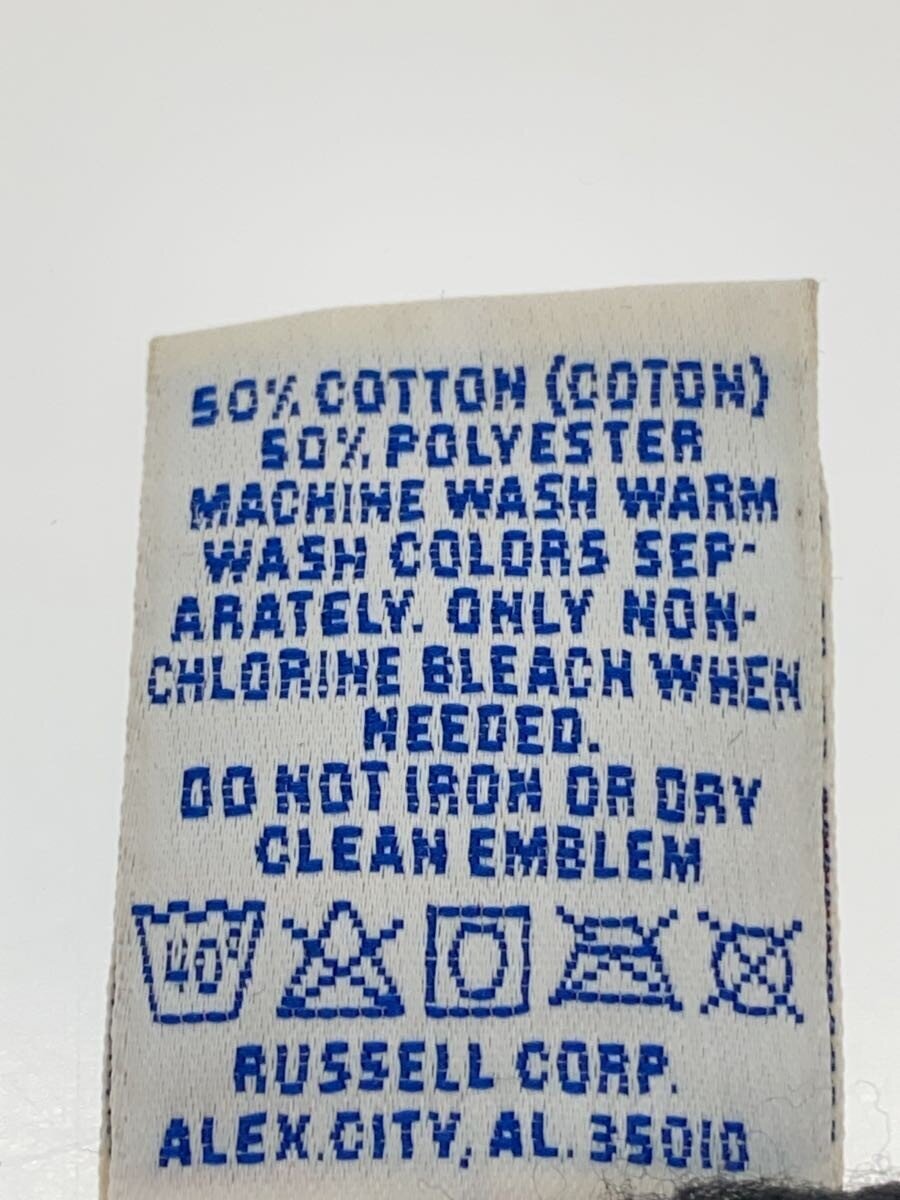 50% COTTON (COTON)
50% POLYESTER
MACHINE WASH WARM
WASH COLORS SEP-
ARATELY. ONLY NON-
CHLORINE BLEACH WHEN
NEEDED.
DO NOT IRON OR DRY
CLEAN EMBLEM
40°
RUSSELL CORP.
ALEX.CITY, AL. 35010